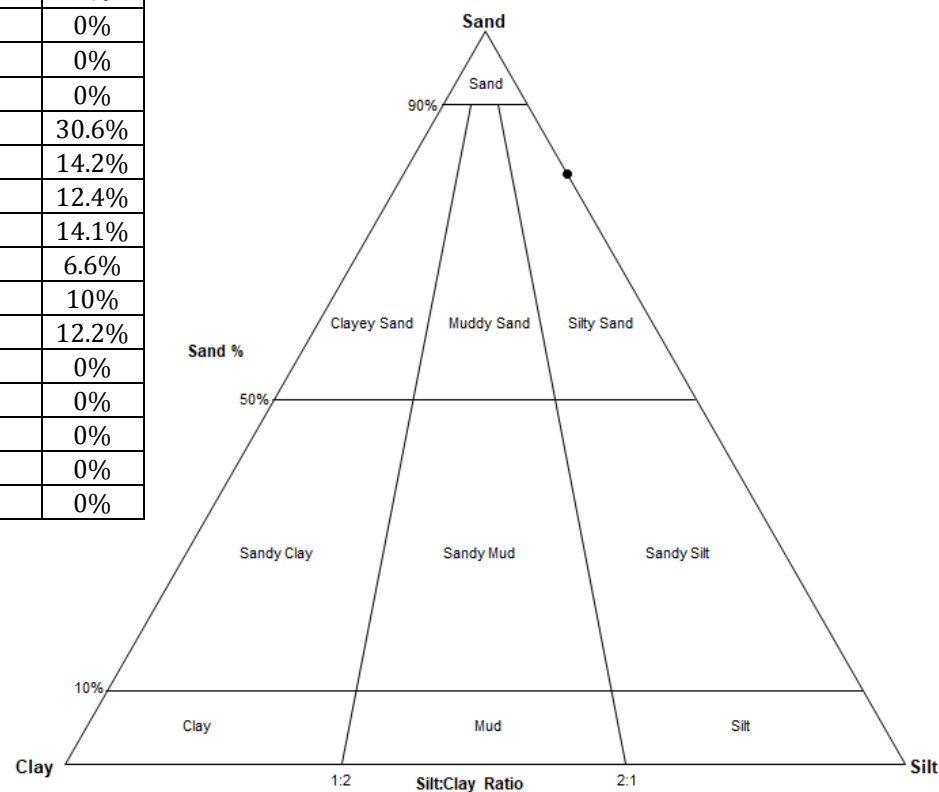 0%
0%
0%
30.6%
14.2%
12.4%
14.1%
6.6%
10%
12.2%
0%
0%
0%
0%
0%
Sand
Sand
90%
Clayey Sand
Muddy Sand
Silty Sand
Sand %
50%
Sandy Clay
Sandy Mud
Sandy Silt
10%
Clay
Mud
Silt
Clay
Silt
1:2
Silt:Clay Ratio
2:1